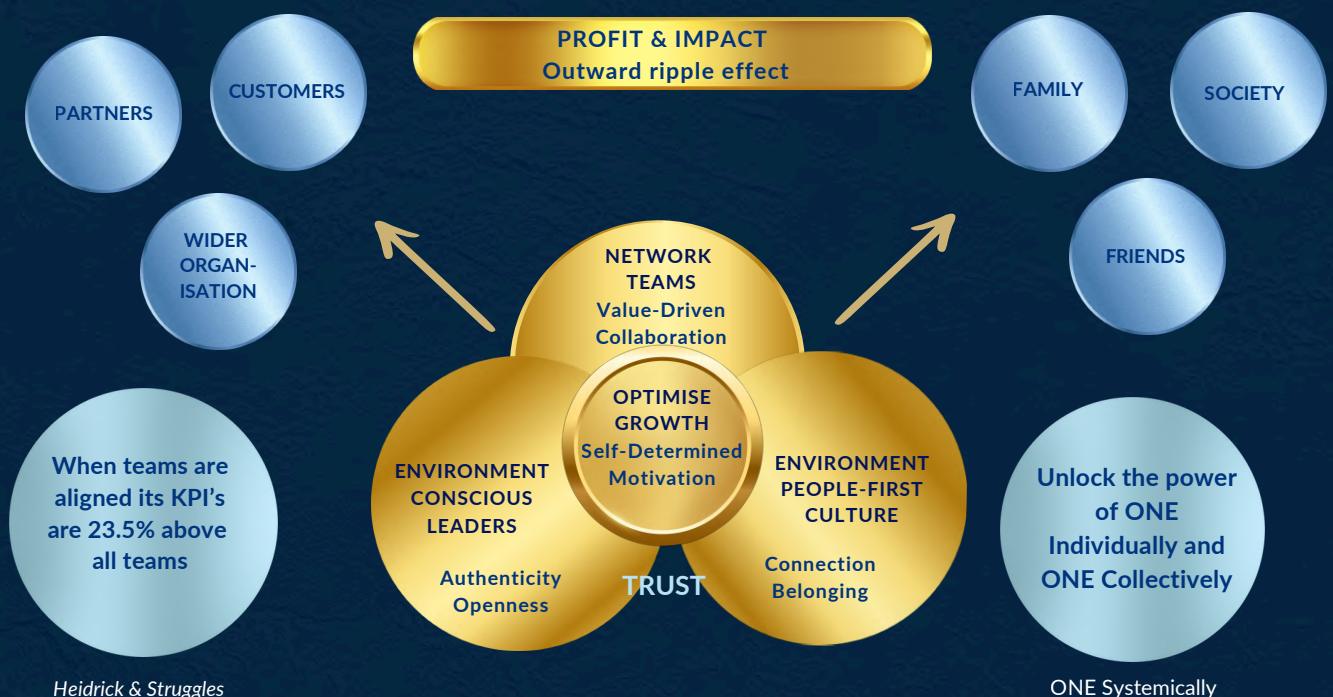 PROFIT & IMPACT
Outward ripple effect
PARTNERS
CUSTOMERS
WIDER
ORGAN-
ISATION
FAMILY
SOCIETY
FRIENDS
NETWORK
TEAMS
Value-Driven
Collaboration
OPTIMISE
GROWTH
Self-Determined
Motivation
ENVIRONMENT
CONSCIOUS
LEADERS
Authenticity
Openness
ENVIRONMENT
PEOPLE-FIRST
CULTURE
Connection
Belonging
TRUST
When teams are
aligned its KPI's
are 23.5% above
all teams
Heidrick & Struggles
Unlock the power
of ONE
Individually and
ONE Collectively
ONE Systemically